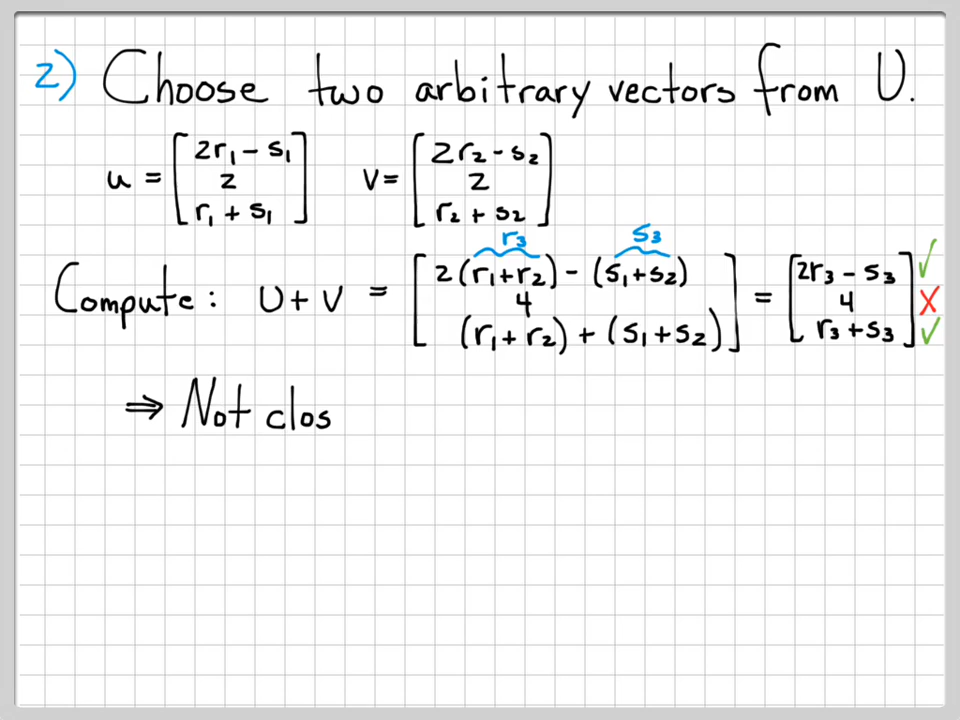 2) Choose two arbitrary vectors from U.
u = [2r₁ - s₁; 2; r₁ + s₁] v = [2r₂ - s₂; 2; r₂ + s₂]
r₃ s₃
Compute: U + V = [2(r₁+r₂) - (s₁+s₂); 4; (r₁+r₂) + (s₁+s₂)] = [2r₃ - s₃; 4; r₃+s₃] ✓ X ✓
⇒ Not clos